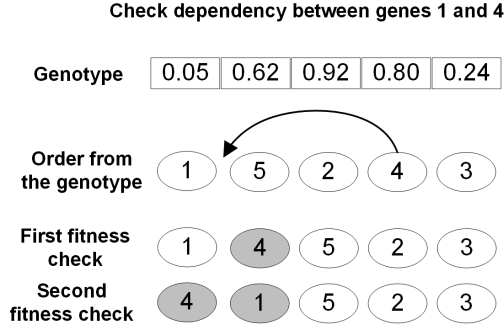 Check dependency between genes 1 and 4
Genotype 0.05 0.62 0.92 0.80 0.24
Order from
the genotype
1 5 2 4 3
First fitness
check
1 4 5 2 3
Second
fitness check
4 1 5 2 3